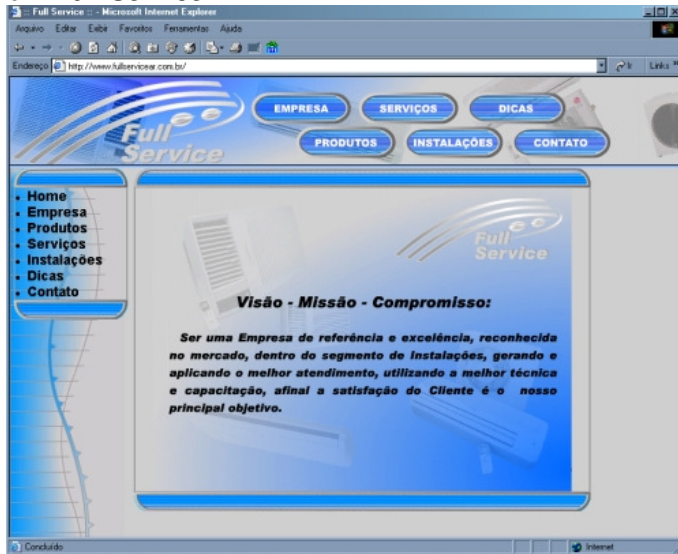 :: Full Service :: - Microsoft Internet Explorer
Arquivo Editar Exibir Favoritos Ferramentas Ajuda
Endereço http://www.fullservicear.com.br/ Ir Links »
Full
Service
EMPRESA SERVIÇOS DICAS
PRODUTOS INSTALAÇÕES CONTATO
Home
Empresa
Produtos
Serviços
Instalações
Dicas
Contato
Full
Service
Visão - Missão - Compromisso:
Ser uma Empresa de referência e excelência, reconhecida
no mercado, dentro do segmento de Instalações, gerando e
aplicando o melhor atendimento, utilizando a melhor técnica
e capacitação, afinal a satisfação do Cliente é o nosso
principal objetivo.
Concluído Internet